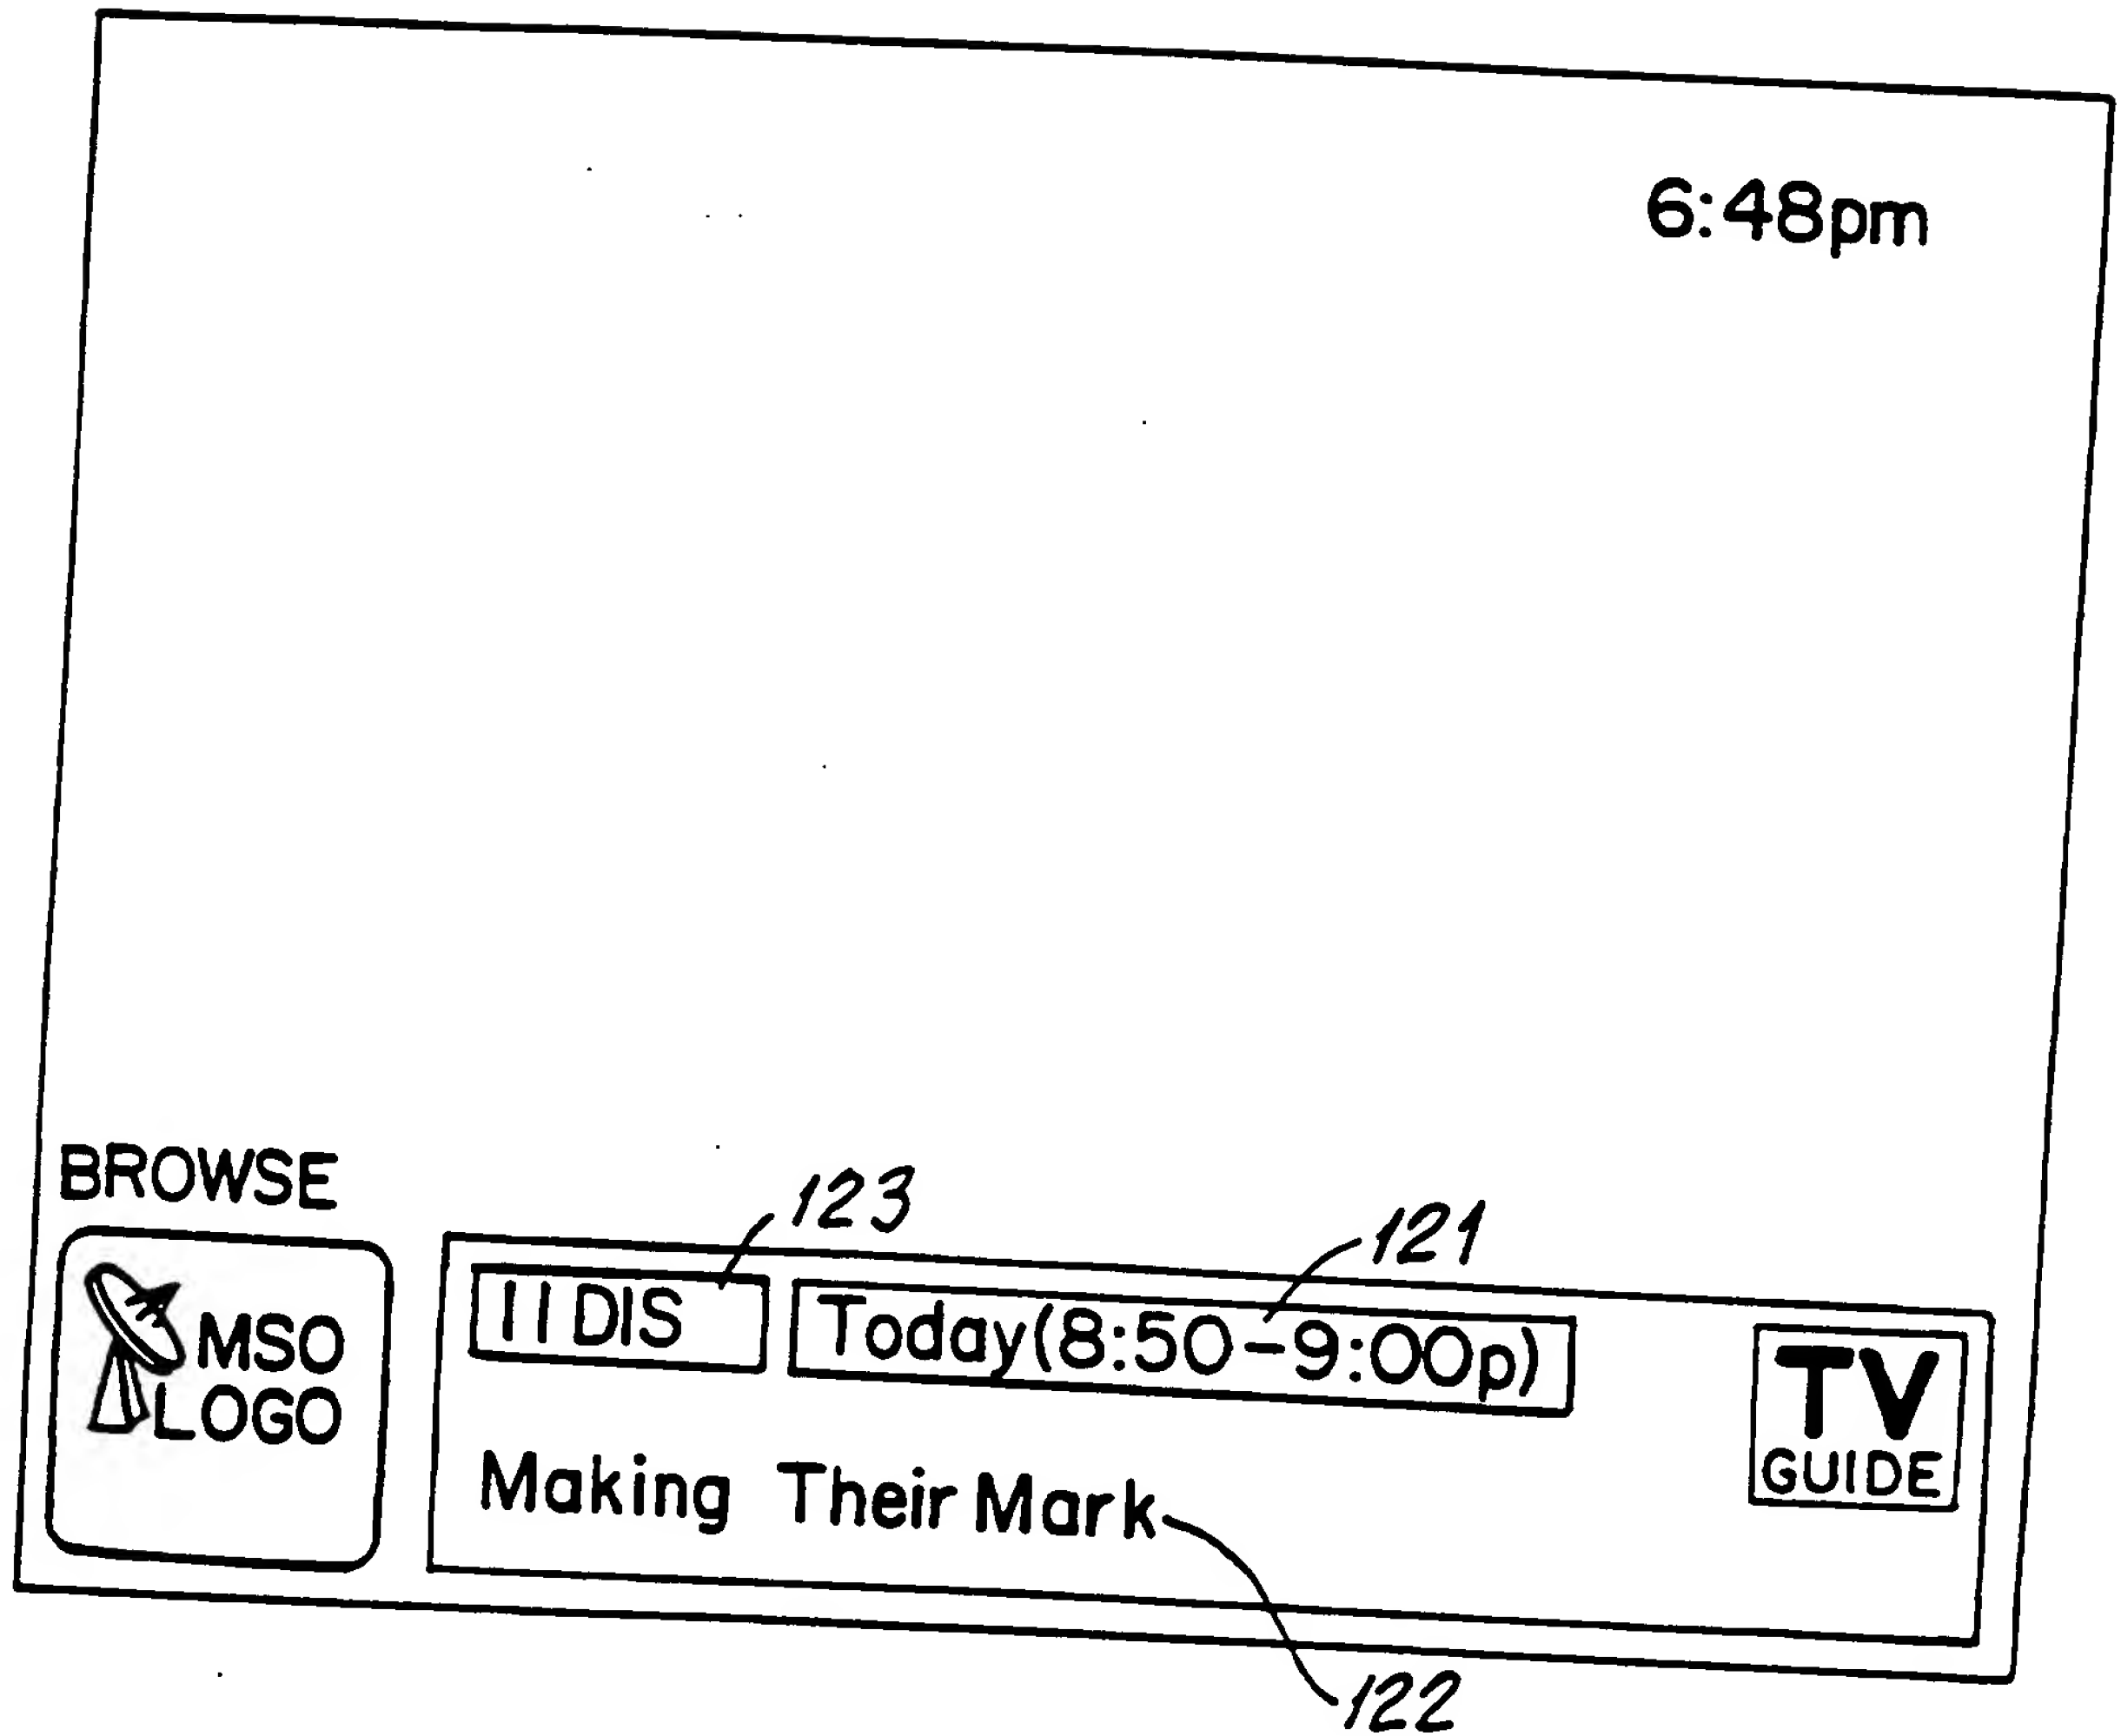 6:48pm
BROWSE
123
121
11 DIS
Today(8:50-9:00p)
MSO
LOGO
TV
GUIDE
Making Their Mark
122